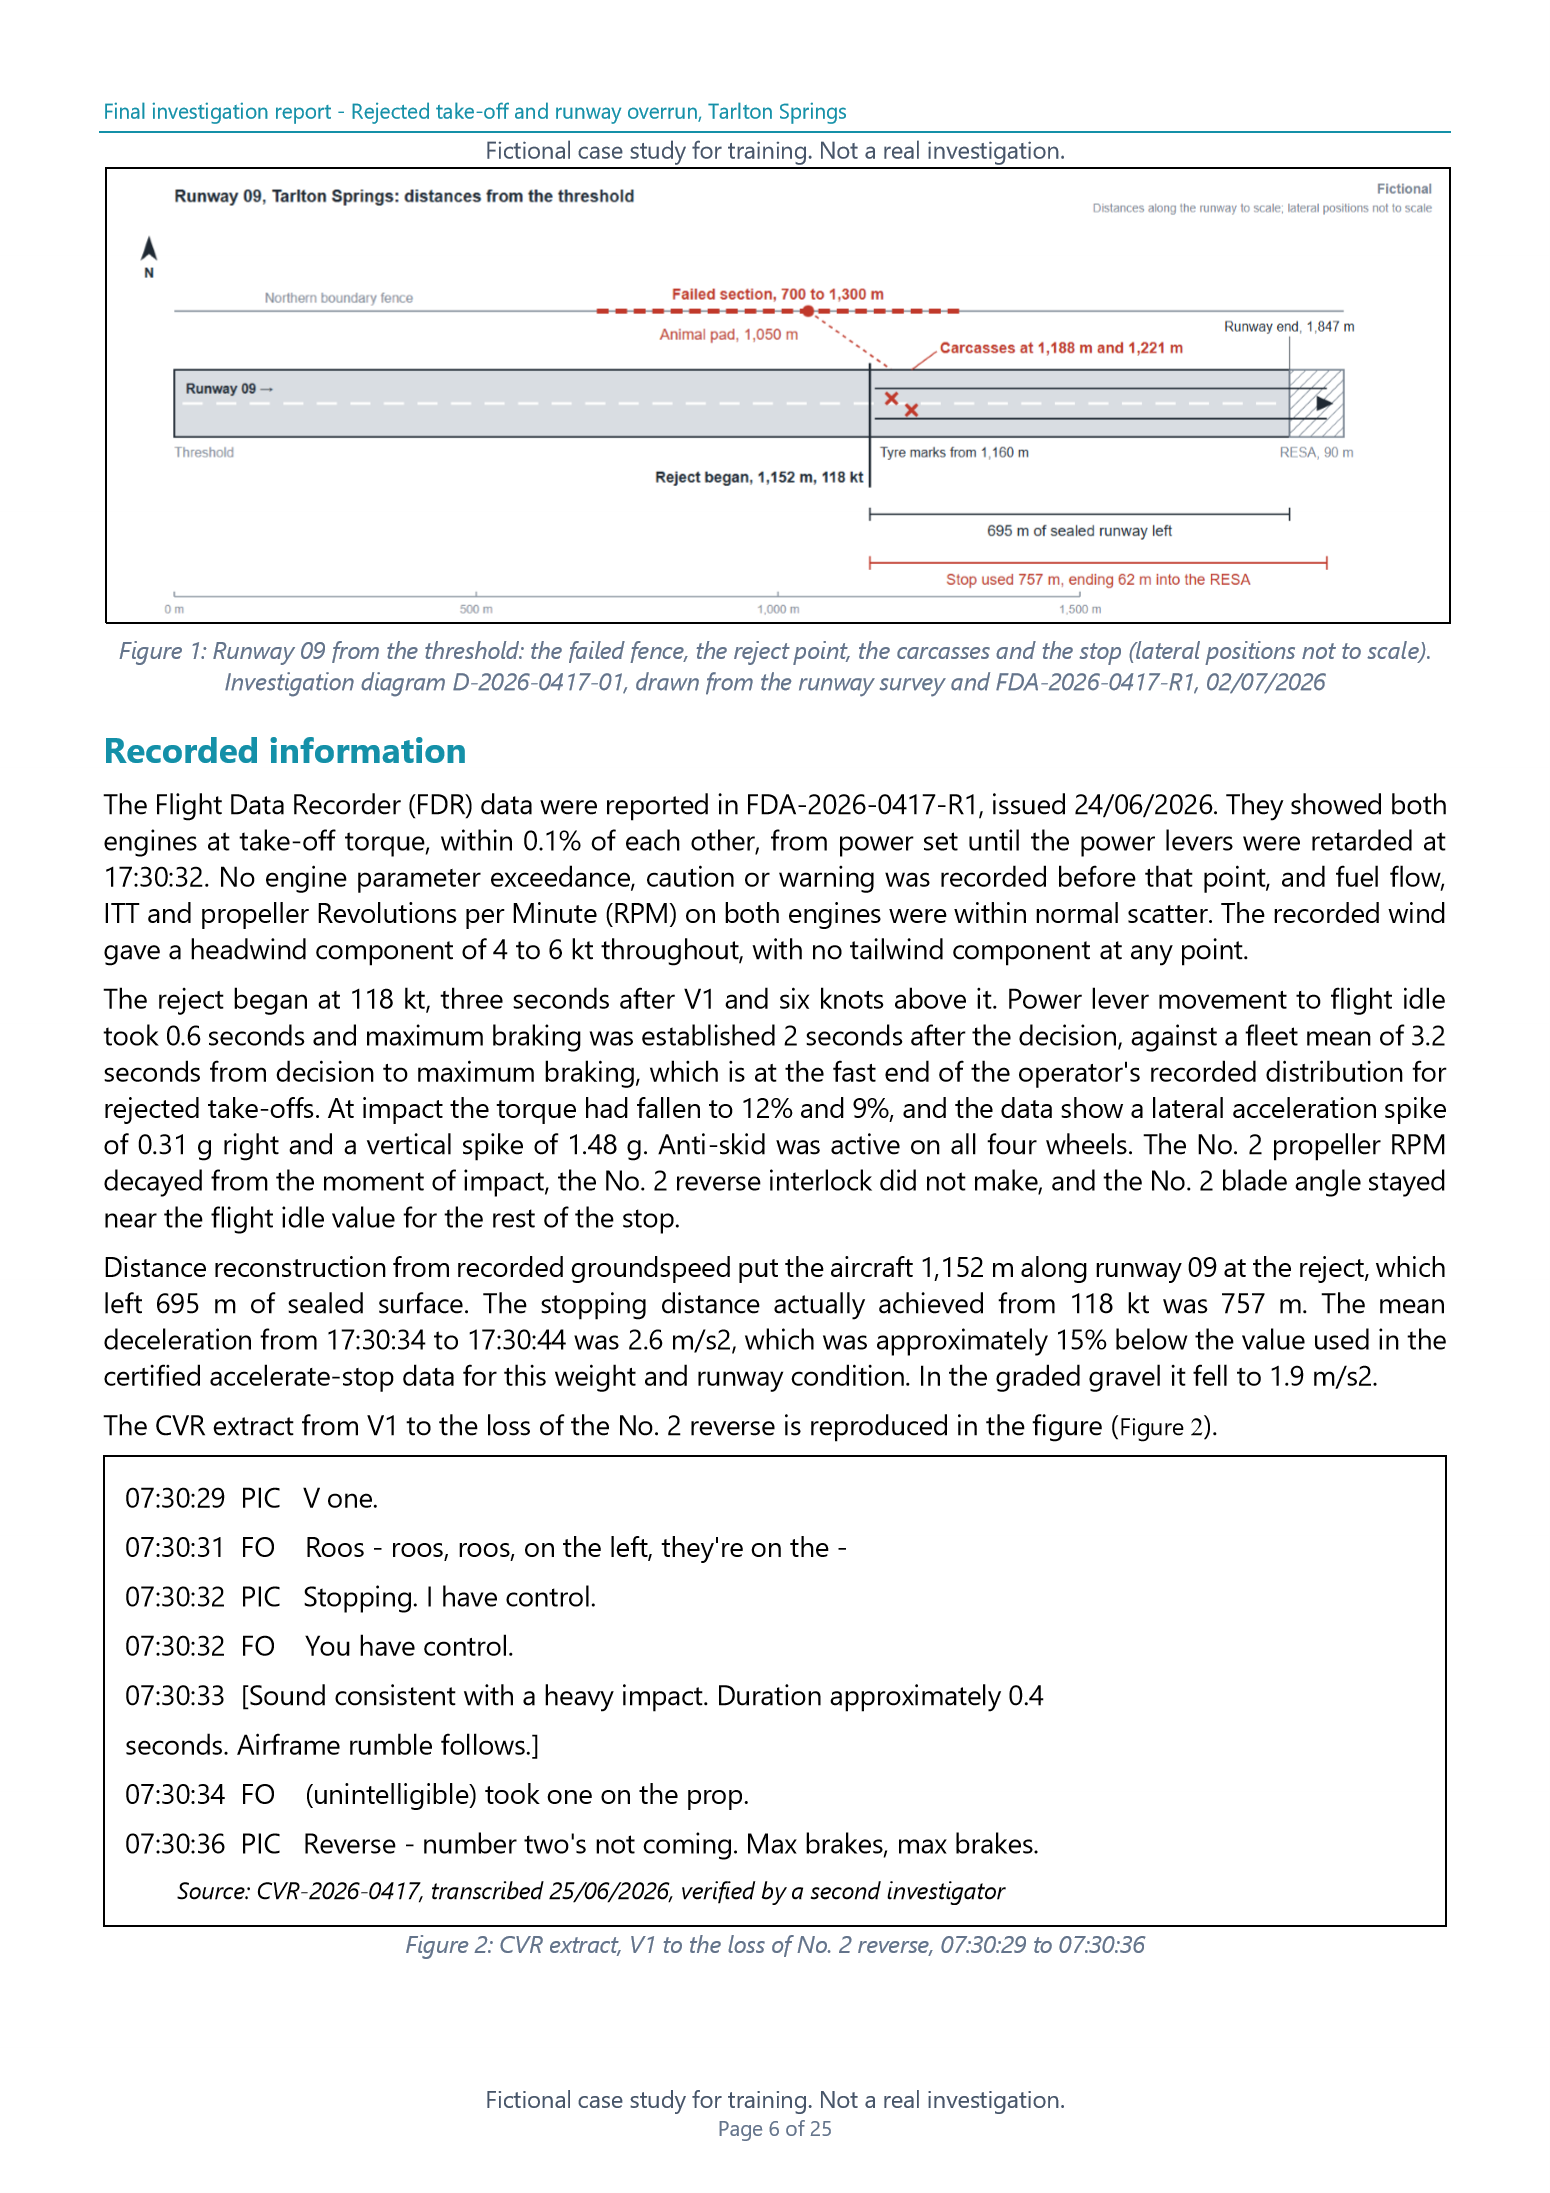 Final investigation report - Rejected take-off and runway overrun, Tarlton Springs
Fictional case study for training. Not a real investigation.
Runway 09, Tarlton Springs: distances from the threshold
Fictional
Distances along the runway to scale; lateral positions not to scale
N
Northern boundary fence
Failed section, 700 to 1,300 m
Animal pad, 1,050 m
Runway end, 1,847 m
Carcasses at 1,188 m and 1,221 m
Runway 09 →
Threshold
Tyre marks from 1,160 m
RESA, 90 m
Reject began, 1,152 m, 118 kt
695 m of sealed runway left
Stop used 757 m, ending 62 m into the RESA
0 m
500 m
1,000 m
1,500 m
Figure 1: Runway 09 from the threshold: the failed fence, the reject point, the carcasses and the stop (lateral positions not to scale).
Investigation diagram D-2026-0417-01, drawn from the runway survey and FDA-2026-0417-R1, 02/07/2026
Recorded information
The Flight Data Recorder (FDR) data were reported in FDA-2026-0417-R1, issued 24/06/2026. They showed both
engines at take-off torque, within 0.1% of each other, from power set until the power levers were retarded at
17:30:32. No engine parameter exceedance, caution or warning was recorded before that point, and fuel flow,
ITT and propeller Revolutions per Minute (RPM) on both engines were within normal scatter. The recorded wind
gave a headwind component of 4 to 6 kt throughout, with no tailwind component at any point.
The reject began at 118 kt, three seconds after V1 and six knots above it. Power lever movement to flight idle
took 0.6 seconds and maximum braking was established 2 seconds after the decision, against a fleet mean of 3.2
seconds from decision to maximum braking, which is at the fast end of the operator's recorded distribution for
rejected take-offs. At impact the torque had fallen to 12% and 9%, and the data show a lateral acceleration spike
of 0.31 g right and a vertical spike of 1.48 g. Anti-skid was active on all four wheels. The No. 2 propeller RPM
decayed from the moment of impact, the No. 2 reverse interlock did not make, and the No. 2 blade angle stayed
near the flight idle value for the rest of the stop.
Distance reconstruction from recorded groundspeed put the aircraft 1,152 m along runway 09 at the reject, which
left 695 m of sealed surface. The stopping distance actually achieved from 118 kt was 757 m. The mean
deceleration from 17:30:34 to 17:30:44 was 2.6 m/s2, which was approximately 15% below the value used in the
certified accelerate-stop data for this weight and runway condition. In the graded gravel it fell to 1.9 m/s2.
The CVR extract from V1 to the loss of the No. 2 reverse is reproduced in the figure (Figure 2).
07:30:29 PIC V one.
07:30:31 FO Roos - roos, roos, on the left, they're on the -
07:30:32 PIC Stopping. I have control.
07:30:32 FO You have control.
07:30:33 [Sound consistent with a heavy impact. Duration approximately 0.4
seconds. Airframe rumble follows.]
07:30:34 FO (unintelligible) took one on the prop.
07:30:36 PIC Reverse - number two's not coming. Max brakes, max brakes.
Source: CVR-2026-0417, transcribed 25/06/2026, verified by a second investigator
Figure 2: CVR extract, V1 to the loss of No. 2 reverse, 07:30:29 to 07:30:36
Fictional case study for training. Not a real investigation.
Page 6 of 25